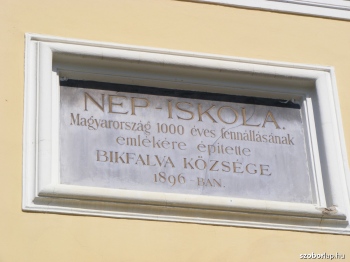 NÉP-ISKOLA.
Magyarország 1000 éves fennállásának
emlékére építette
BIKFALVA KÖZSÉGE
1896-BAN.
szoborlap.hu